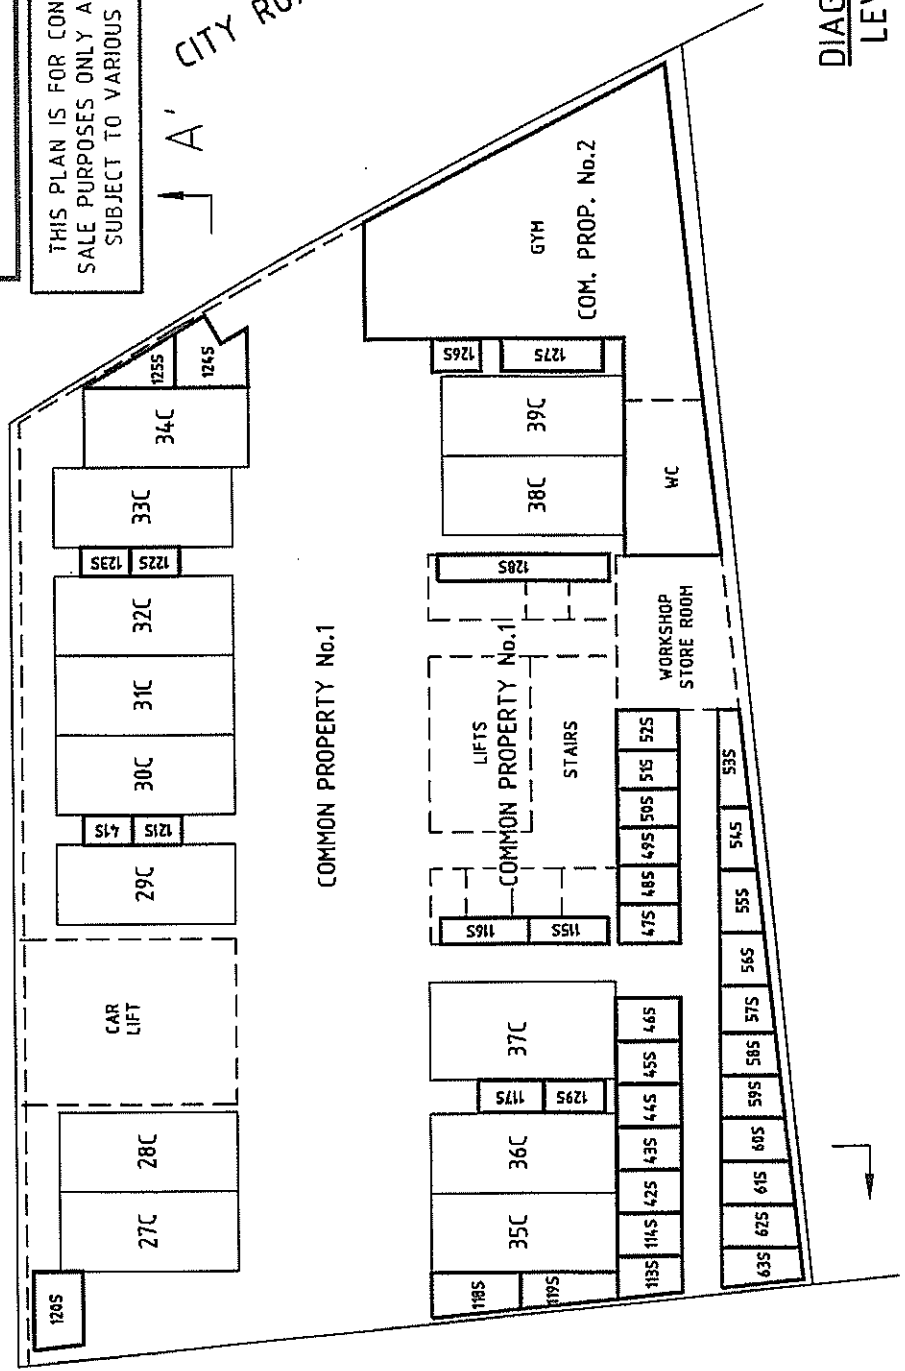 THIS PLAN IS FOR CON
SALE PURPOSES ONLY A
SUBJECT TO VARIOUS
CITY
A'
DIAG
LEV
125S
124S
34C
33C
123S
122S
32C
31C
30C
41S
121S
29C
CAR
LIFT
28C
27C
120S
COMMON PROPERTY No.1
GYM
COM. PROP. No.2
126S
127S
39C
38C
WC
128S
WORKSHOP
STORE ROOM
LIFTS
COMMON PROPERTY No.1
STAIRS
116S
115S
37C
117S
129S
36C
35C
118S
119S
52S
51S
50S
49S
48S
47S
46S
45S
44S
43S
42S
114S
113S
53S
54S
55S
56S
57S
58S
59S
60S
61S
62S
63S